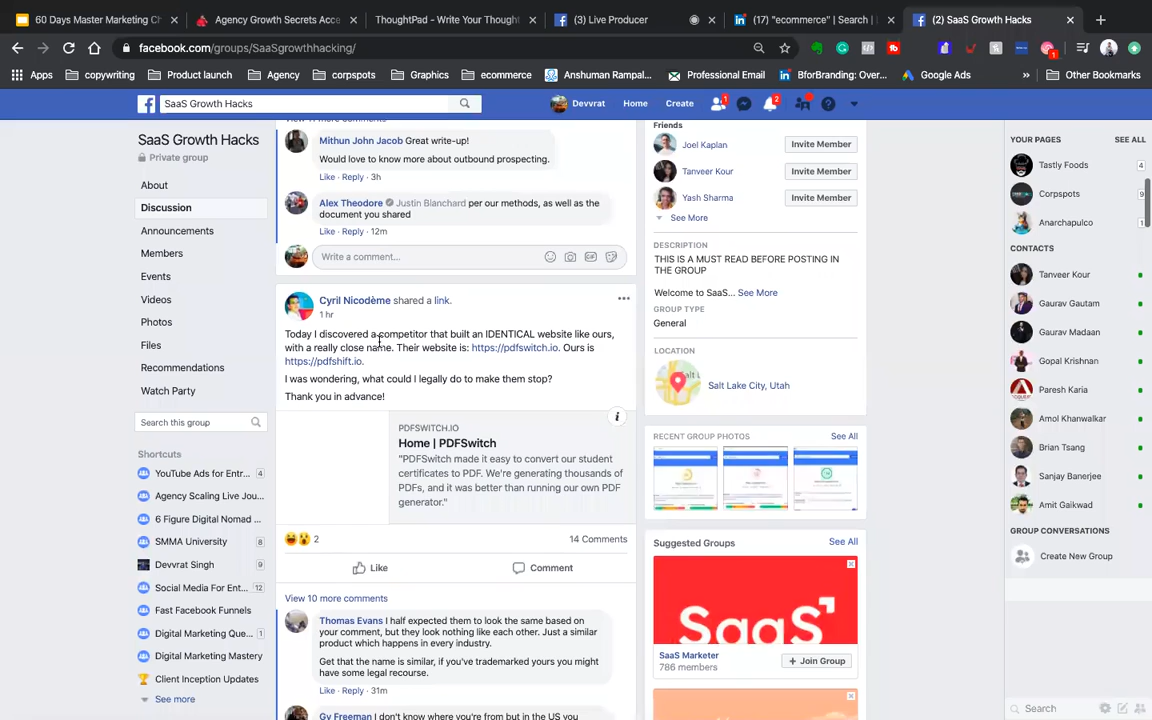 60 Days Master Marketing Ch
Agency Growth Secrets Acce
ThoughtPad - Write Your Thought
(3) Live Producer
(17) "ecommerce" | Search |
(2) SaaS Growth Hacks
facebook.com/groups/SaaSgrowthhacking/
Apps
copywriting
Product launch
Agency
corpspots
Graphics
ecommerce
Anshuman Rampal...
Professional Email
BforBranding: Over...
Google Ads
Other Bookmarks
SaaS Growth Hacks
Devvrat
Home
Create
1
2
SaaS Growth Hacks
Private group
About
Discussion
Announcements
Members
Events
Videos
Photos
Files
Recommendations
Watch Party
Search this group
Shortcuts
YouTube Ads for Entr... 4
Agency Scaling Live Jou...
6 Figure Digital Nomad ...
SMMA University 8
Devvrat Singh 9
Social Media For Ent... 12
Fast Facebook Funnels
Digital Marketing Que... 1
Digital Marketing Mastery
Client Inception Updates
See more
Mithun John Jacob Great write-up!
Would love to know more about outbound prospecting.
Like · Reply · 3h
Alex Theodore Justin Blanchard per our methods, as well as the
document you shared
Like · Reply · 12m
Write a comment...
Cyril Nicodème shared a link.
1 hr
Today I discovered a competitor that built an IDENTICAL website like ours,
with a really close name. Their website is: https://pdfswitch.io. Ours is
https://pdfshift.io.
I was wondering, what could I legally do to make them stop?
Thank you in advance!
PDFSWITCH.IO
Home | PDFSwitch
"PDFSwitch made it easy to convert our student
certificates to PDF. We're generating thousands of
PDFs, and it was better than running our own PDF
generator."
2
14 Comments
Like
Comment
View 10 more comments
Thomas Evans I half expected them to look the same based on
your comment, but they look nothing like each other. Just a similar
product which happens in every industry.
Get that the name is similar, if you've trademarked yours you might
have some legal recourse.
Like · Reply · 31m
Gy Freeman I don't know where you're from but in the US you
Friends
Joel Kaplan
Invite Member
Tanveer Kour
Invite Member
Yash Sharma
Invite Member
See More
DESCRIPTION
THIS IS A MUST READ BEFORE POSTING IN
THE GROUP
Welcome to SaaS... See More
GROUP TYPE
General
LOCATION
Salt L
Salt Lake City, Utah
RECENT GROUP PHOTOS
See All
Suggested Groups
See All
SaaS
SaaS Marketer
786 members
+ Join Group
YOUR PAGES
SEE ALL
Tastly Foods 4
Corpspots 9
Anarchapulco 1
CONTACTS
Tanveer Kour
Gaurav Gautam
Gaurav Madaan
Gopal Krishnan
Paresh Karia
Amol Khanwalkar
Brian Tsang
Sanjay Banerjee
Amit Gaikwad
GROUP CONVERSATIONS
Create New Group
Search